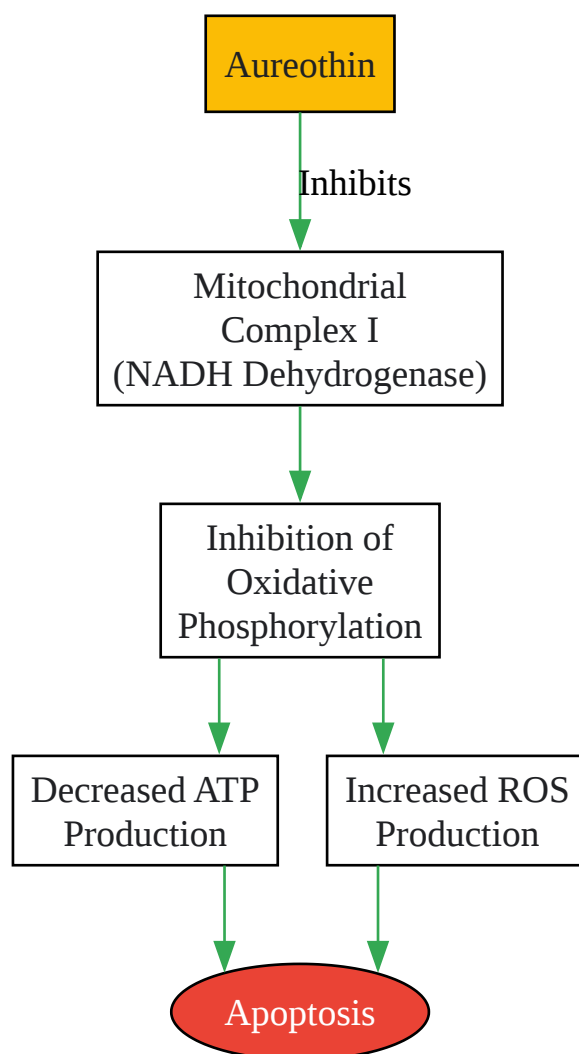 Aureothin
Inhibits
Mitochondrial
Complex I
(NADH Dehydrogenase)
Inhibition of
Oxidative
Phosphorylation
Decreased ATP
Production
Increased ROS
Production
Apoptosis